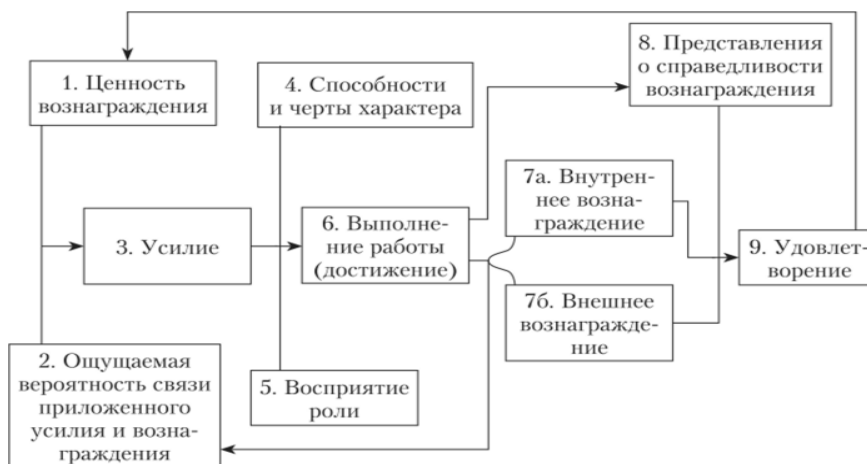 1. Ценность
вознаграждения
4. Способности
и черты характера
8. Представления
о справедливости
вознаграждения
3. Усилие
6. Выполне-
ние работы
(достижение)
7а. Внутрен-
нее возна-
граждение
7б. Внешнее
вознагражде-
ние
9. Удовлет-
ворение
2. Ощущаемая
вероятность связи
приложенного
усилия и возна-
граждения
5. Восприятие
роли